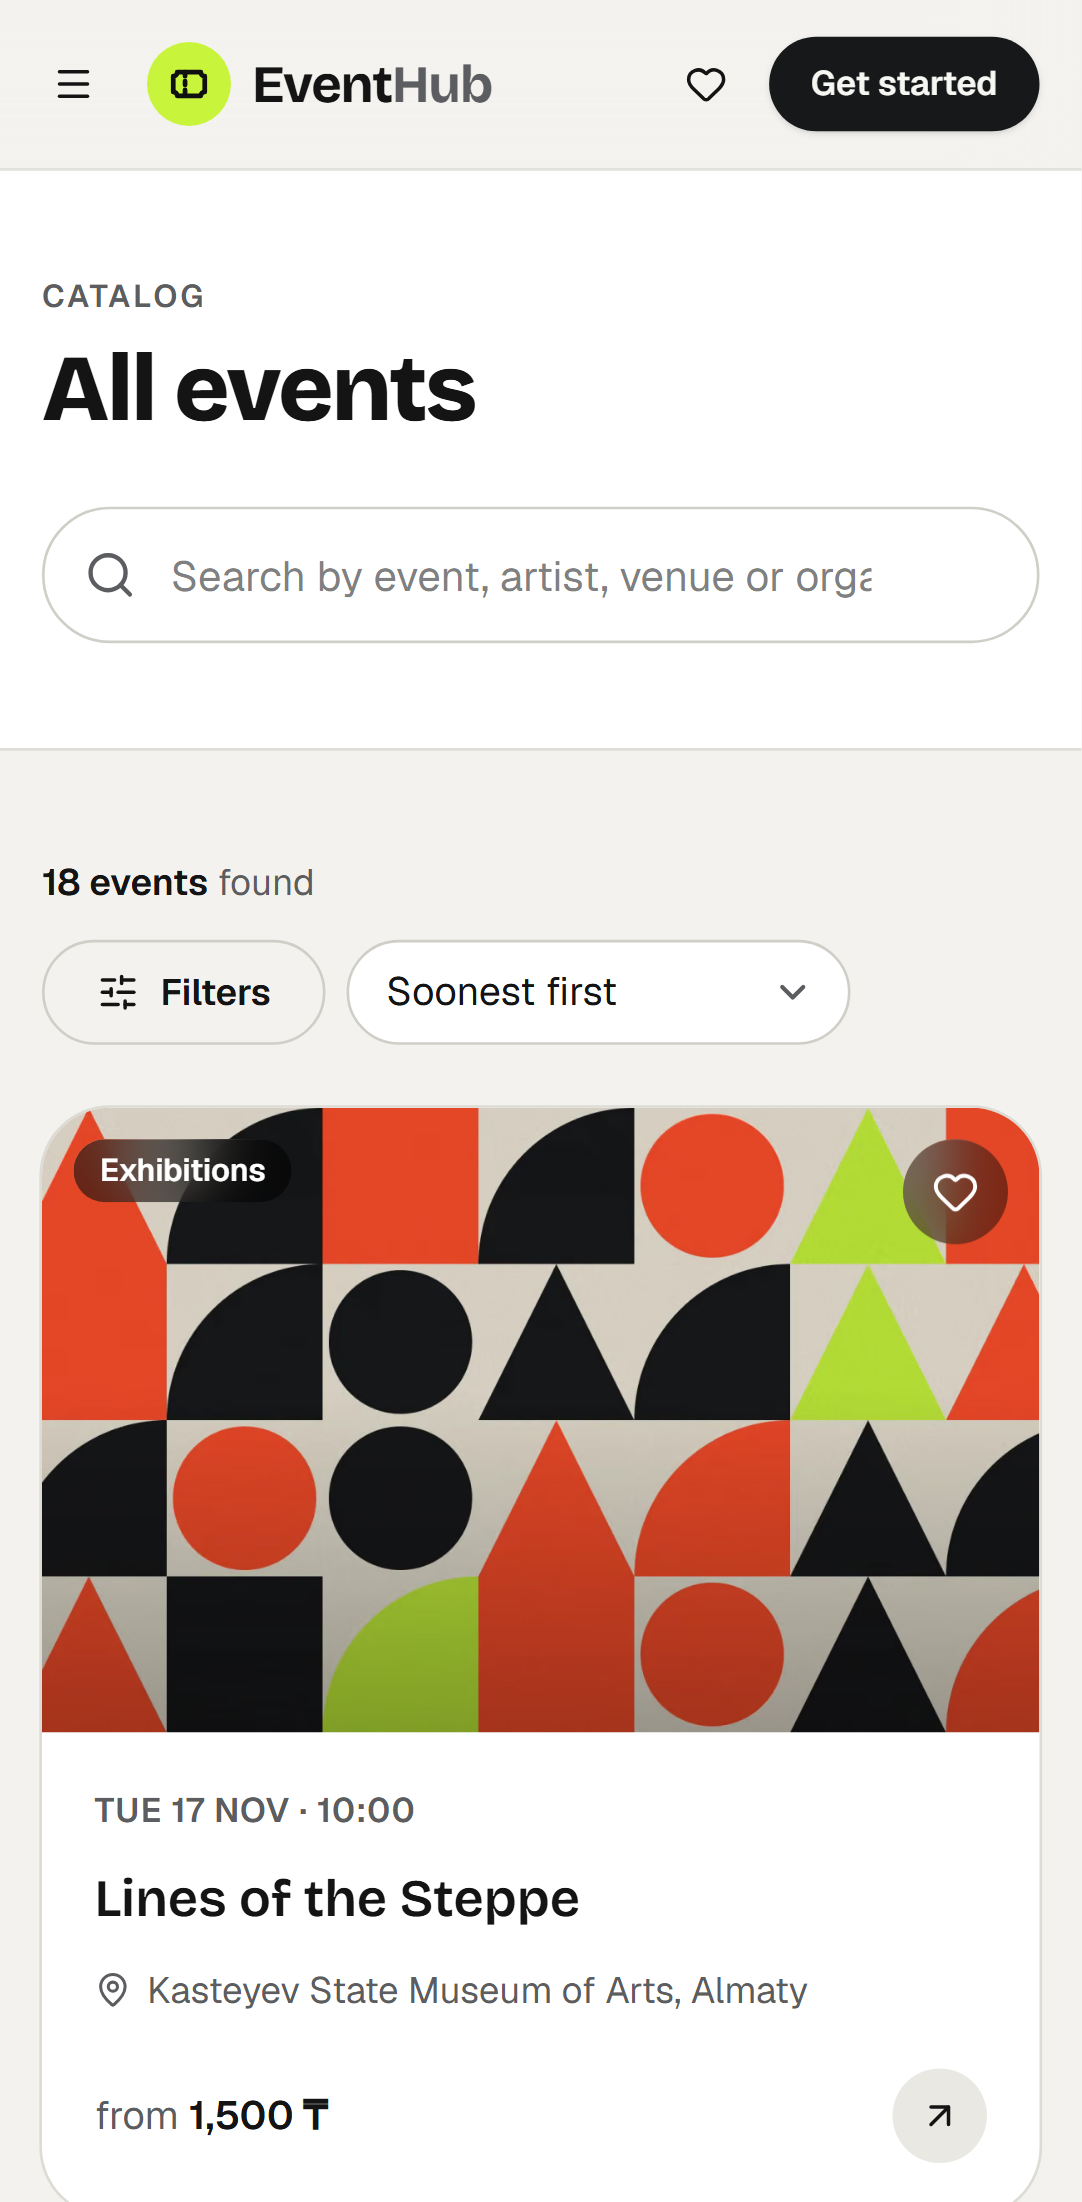 EventHub
Get started
CATALOG
All events
Search by event, artist, venue or orga
18 events found
Filters
Soonest first
Exhibitions
TUE 17 NOV · 10:00
Lines of the Steppe
Kasteyev State Museum of Arts, Almaty
from 1,500 ₸